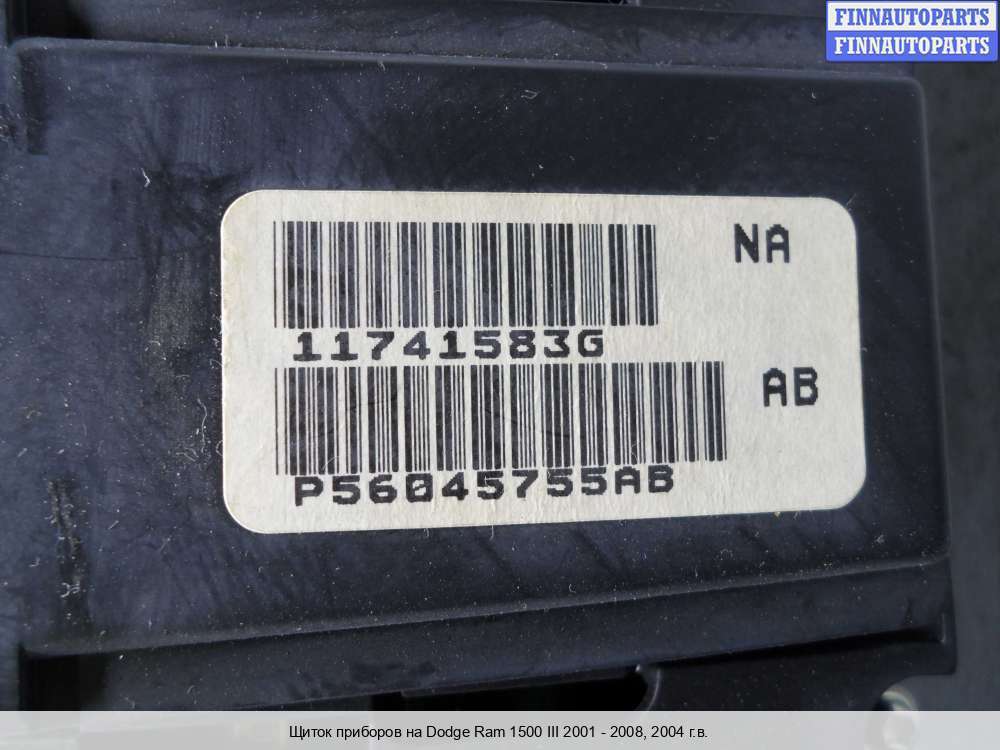 FINNAUTOPARTS
FINNAUTOPARTS
NA
11741583G
AB
P56045755AB
Щиток приборов на Dodge Ram 1500 III 2001 - 2008, 2004 г.в.